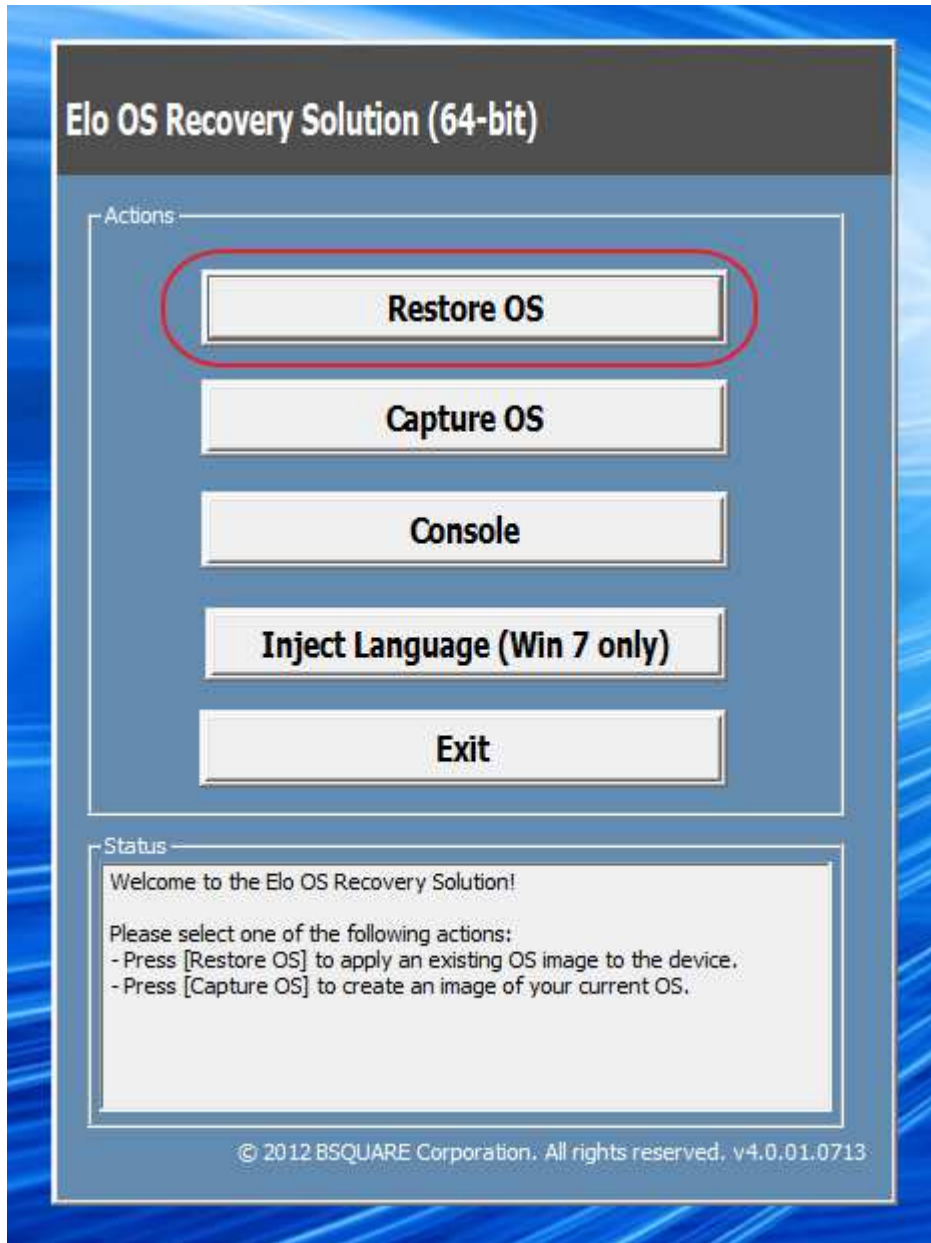 Elo OS Recovery Solution (64-bit)
Actions
Restore OS
Capture OS
Console
Inject Language (Win 7 only)
Exit
Status
Welcome to the Elo OS Recovery Solution!
Please select one of the following actions:
- Press [Restore OS] to apply an existing OS image to the device.
- Press [Capture OS] to create an image of your current OS.
© 2012 BSQUARE Corporation. All rights reserved. v4.0.01.0713